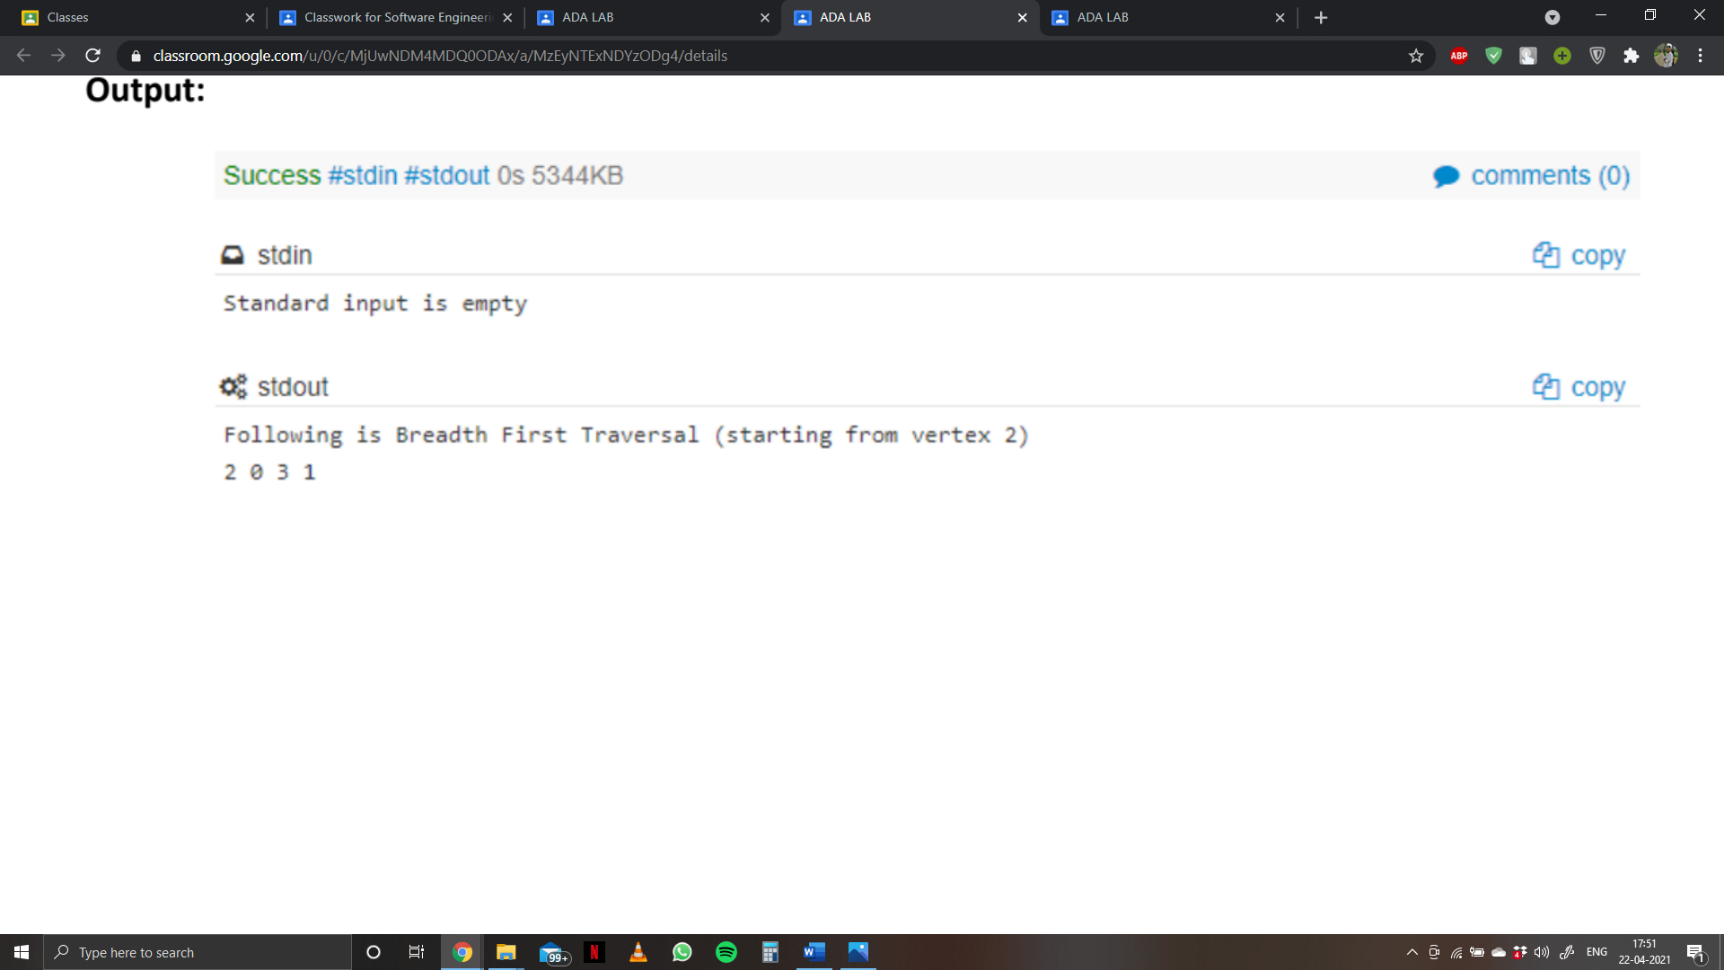 Classes
Classwork for Software Engineeri
ADA LAB
ADA LAB
ADA LAB
classroom.google.com/u/0/c/MjUwNDM4MDQ0ODAx/a/MzEyNTExNDYzODg4/details
ABP
Output:
Success #stdin #stdout 0s 5344KB
comments (0)
stdin
copy
Standard input is empty
stdout
copy
Following is Breadth First Traversal (starting from vertex 2)
2 0 3 1
Type here to search
99+
N
W
ENG
17:51
22-04-2021
1